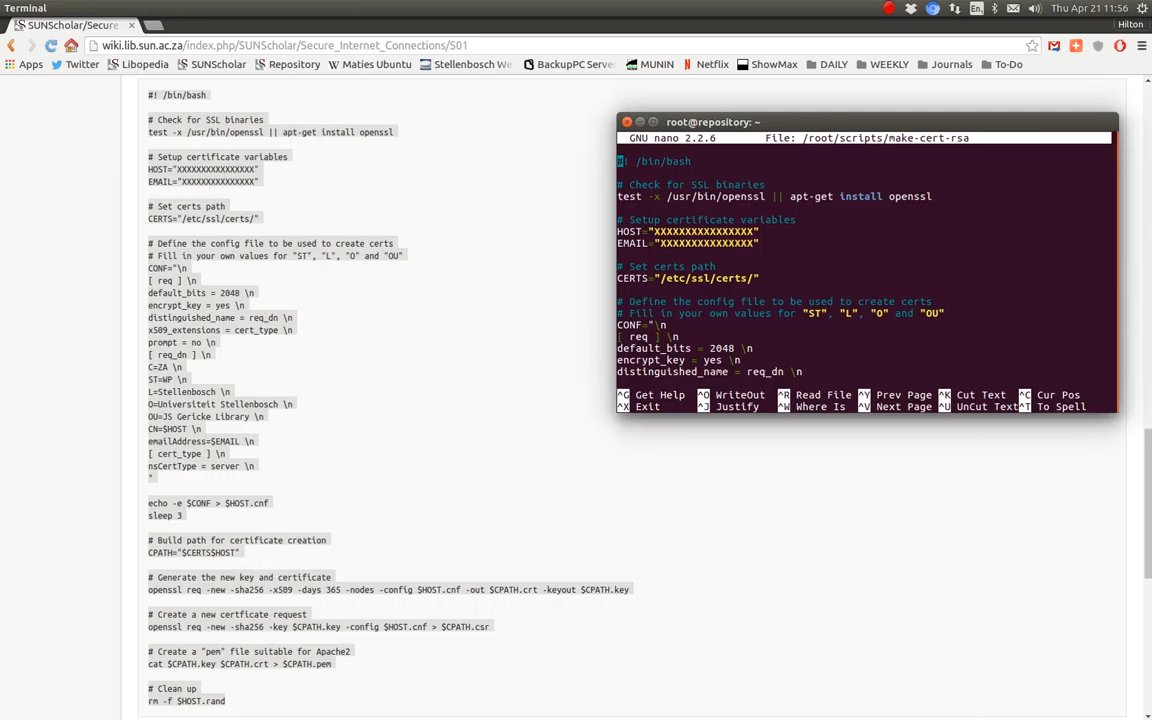 Terminal
En
Thu Apr 21 11:56
SUNScholar/Secure
Hilton
wiki.lib.sun.ac.za/index.php/SUNScholar/Secure_Internet_Connections/S01
Apps Twitter Libguides SUNScholar Repository Maties Ubuntu Stellenbosch We BackupPC Serve MUNIN Netflix ShowMax DAILY WEEKLY Journals To-Do
#! /bin/bash
# Check for SSL binaries
test -x /usr/bin/openssl || apt-get install openssl
# Setup certificate variables
HOST="XXXXXXXXXXXXXXXX"
EMAIL="XXXXXXXXXXXXXXX"
# Set certs path
CERTS="/etc/ssl/certs/"
# Define the config file to be used to create certs
# Fill in your own values for "ST", "L", "O" and "OU"
CONF="\n
[ req ] \n
default_bits = 2048 \n
encrypt_key = yes \n
distinguished_name = req_dn \n
x509_extensions = cert_type \n
prompt = no \n
[ req_dn ] \n
C=ZA \n
ST=WP \n
L=Stellenbosch \n
O=Universiteit Stellenbosch \n
OU=JS Gericke Library \n
CN=$HOST \n
emailAddress=$EMAIL \n
[ cert_type ] \n
nsCertType = server \n
"
echo -e $CONF > $HOST.cnf
sleep 3
# Build path for certificate creation
CPATH="$CERTS$HOST"
# Generate the new key and certificate
openssl req -new -sha256 -x509 -days 365 -nodes -config $HOST.cnf -out $CPATH.crt -keyout $CPATH.key
# Create a new certficate request
openssl req -new -sha256 -key $CPATH.key -config $HOST.cnf > $CPATH.csr
# Create a "pem" file suitable for Apache2
cat $CPATH.key $CPATH.crt > $CPATH.pem
# Clean up
rm -f $HOST.rand
root@repository: ~
GNU nano 2.2.6 File: /root/scripts/make-cert-rsa
#! /bin/bash
# Check for SSL binaries
test -x /usr/bin/openssl || apt-get install openssl
# Setup certificate variables
HOST="XXXXXXXXXXXXXXXX"
EMAIL="XXXXXXXXXXXXXXX"
# Set certs path
CERTS="/etc/ssl/certs/"
# Define the config file to be used to create certs
# Fill in your own values for "ST", "L", "O" and "OU"
CONF="\n
[ req ] \n
default_bits = 2048 \n
encrypt_key = yes \n
distinguished_name = req_dn \n
^G Get Help ^O WriteOut ^R Read File ^Y Prev Page ^K Cut Text ^C Cur Pos
^X Exit ^J Justify ^W Where Is ^V Next Page ^U UnCut Text ^T To Spell